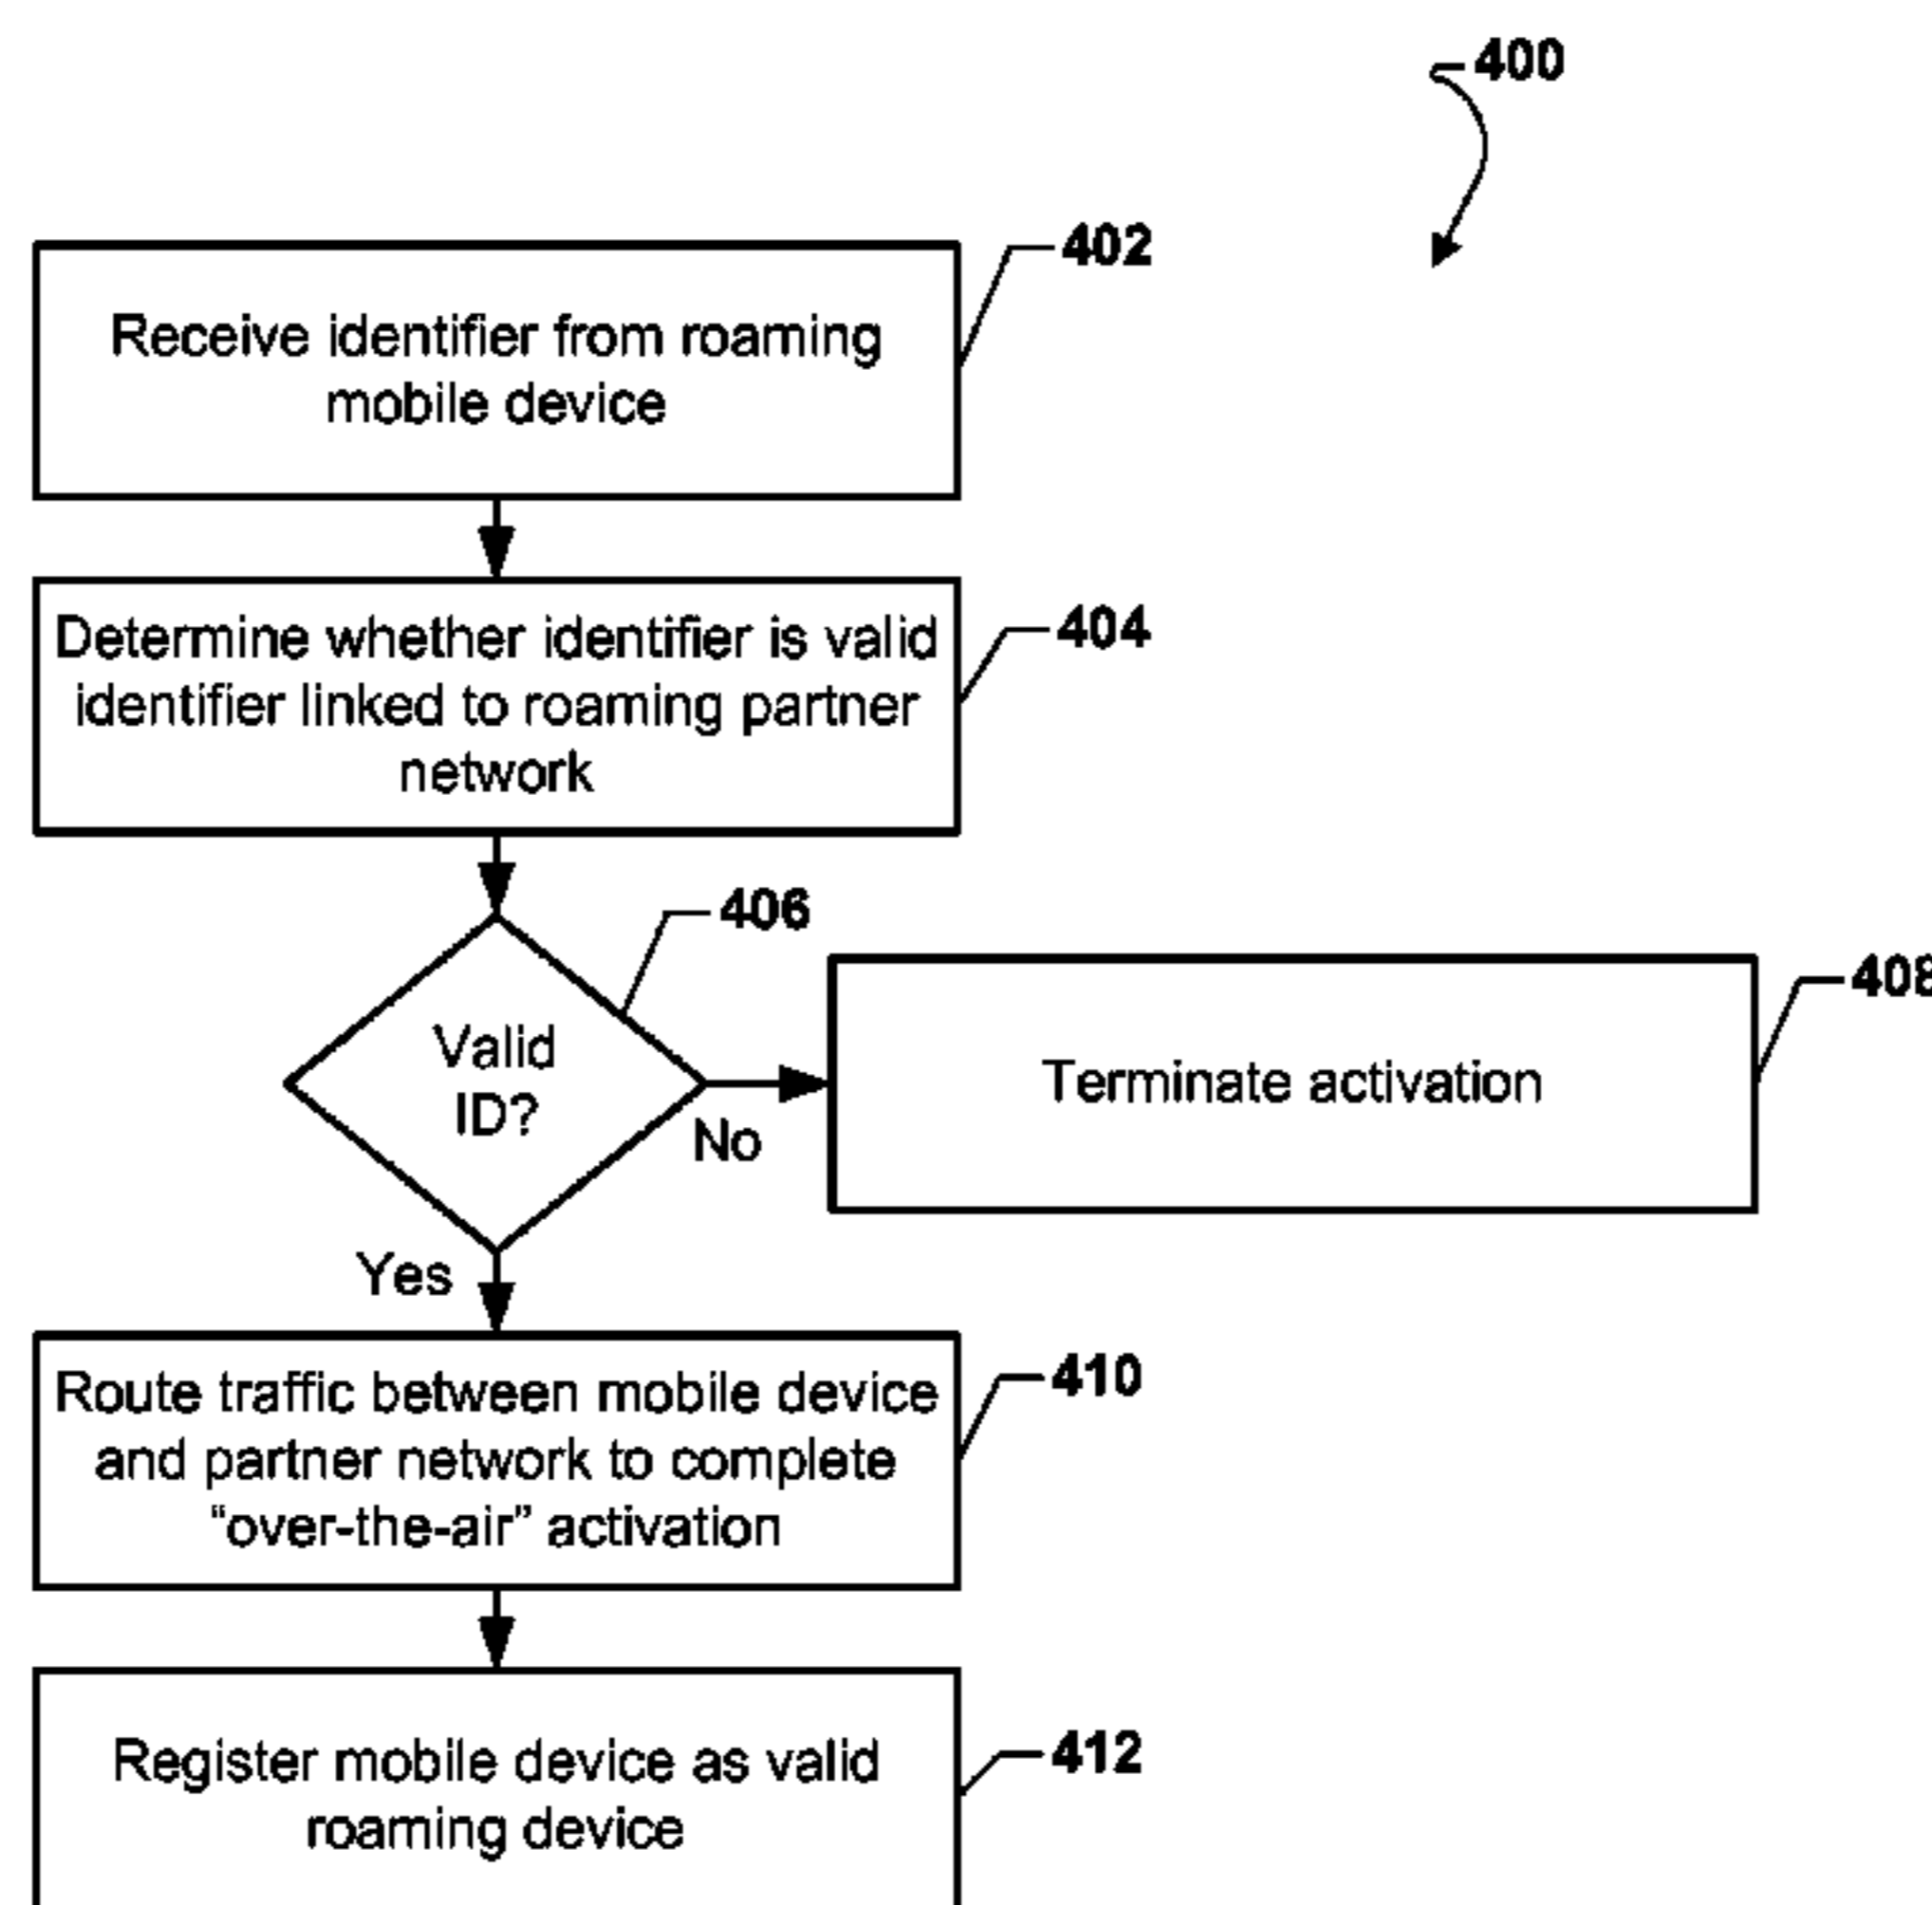 400
402
Receive identifier from roaming
mobile device
404
Determine whether identifier is valid
identifier linked to roaming partner
network
406
Valid
ID?
408
Terminate activation
No
Yes
410
Route traffic between mobile device
and partner network to complete
“over-the-air” activation
412
Register mobile device as valid
roaming device